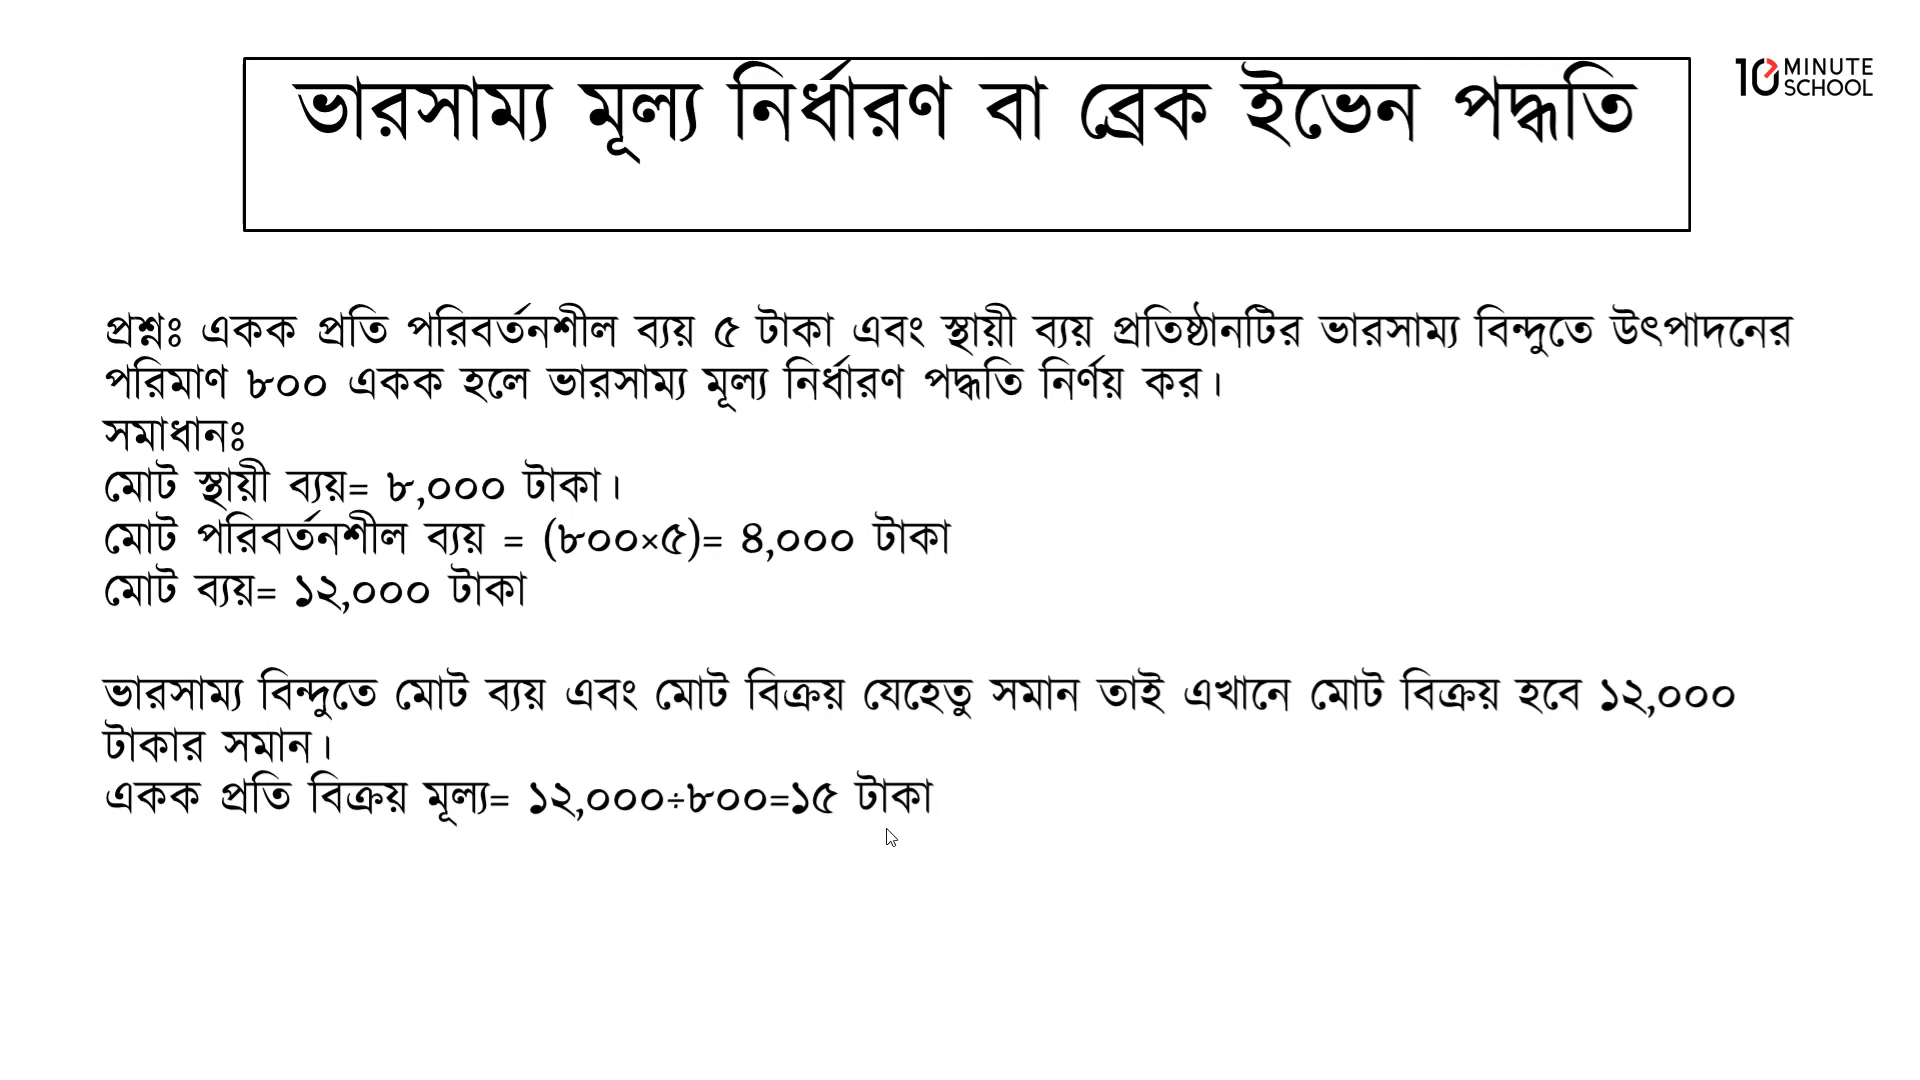 ভারসাম্য মূল্য নির্ধারণ বা ব্রেক ইভেন পদ্ধতি
10 MINUTE SCHOOL
প্রশ্নঃ একক প্রতি পরিবর্তনশীল ব্যয় ৫ টাকা এবং স্থায়ী ব্যয় প্রতিষ্ঠানটির ভারসাম্য বিন্দুতে উৎপাদনের
পরিমাণ ৮০০ একক হলে ভারসাম্য মূল্য নির্ধারণ পদ্ধতি নির্ণয় কর।
সমাধানঃ
মোট স্থায়ী ব্যয়= ৮,০০০ টাকা।
মোট পরিবর্তনশীল ব্যয় = (৮০০×৫)= ৪,০০০ টাকা
মোট ব্যয়= ১২,০০০ টাকা
ভারসাম্য বিন্দুতে মোট ব্যয় এবং মোট বিক্রয় যেহেতু সমান তাই এখানে মোট বিক্রয় হবে ১২,০০০
টাকার সমান।
একক প্রতি বিক্রয় মূল্য= ১২,০০০÷৮০০=১৫ টাকা